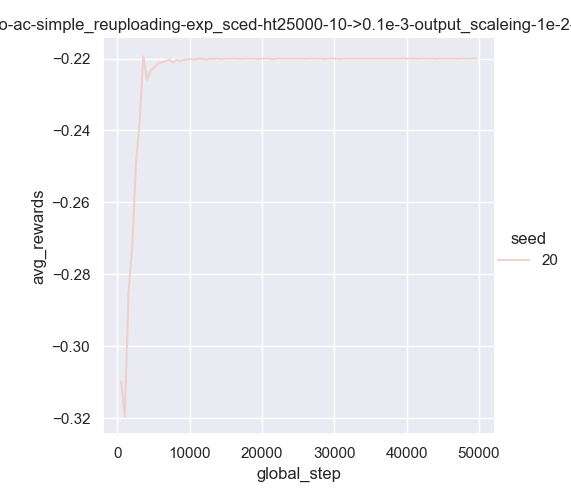 o-ac-simple_reuploading-exp_sced-ht25000-10->0.1e-3-output_scaleing-1e-2-
−0.22
−0.24
−0.26
−0.28
−0.30
−0.32
avg_rewards
0 10000 20000 30000 40000 50000
global_step
seed
20